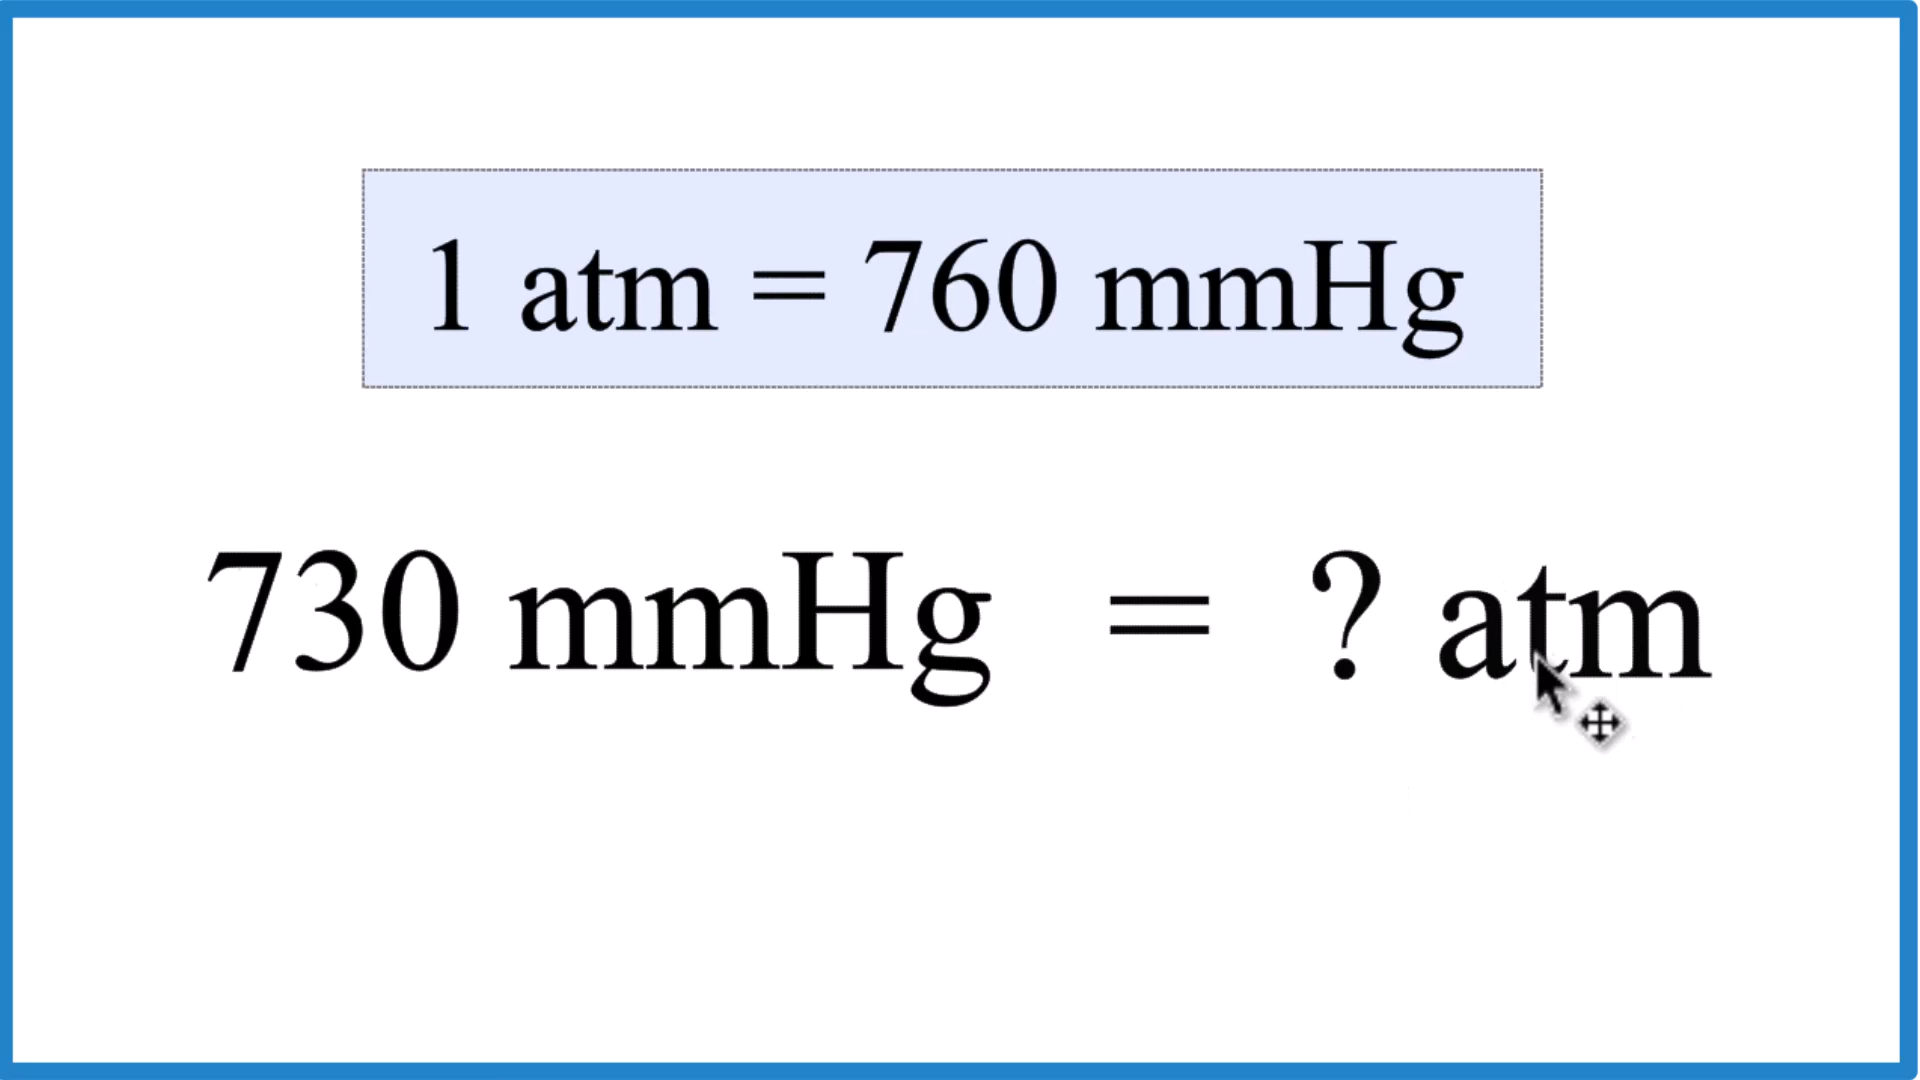 1 atm = 760 mmHg
730 mmHg = ? atm